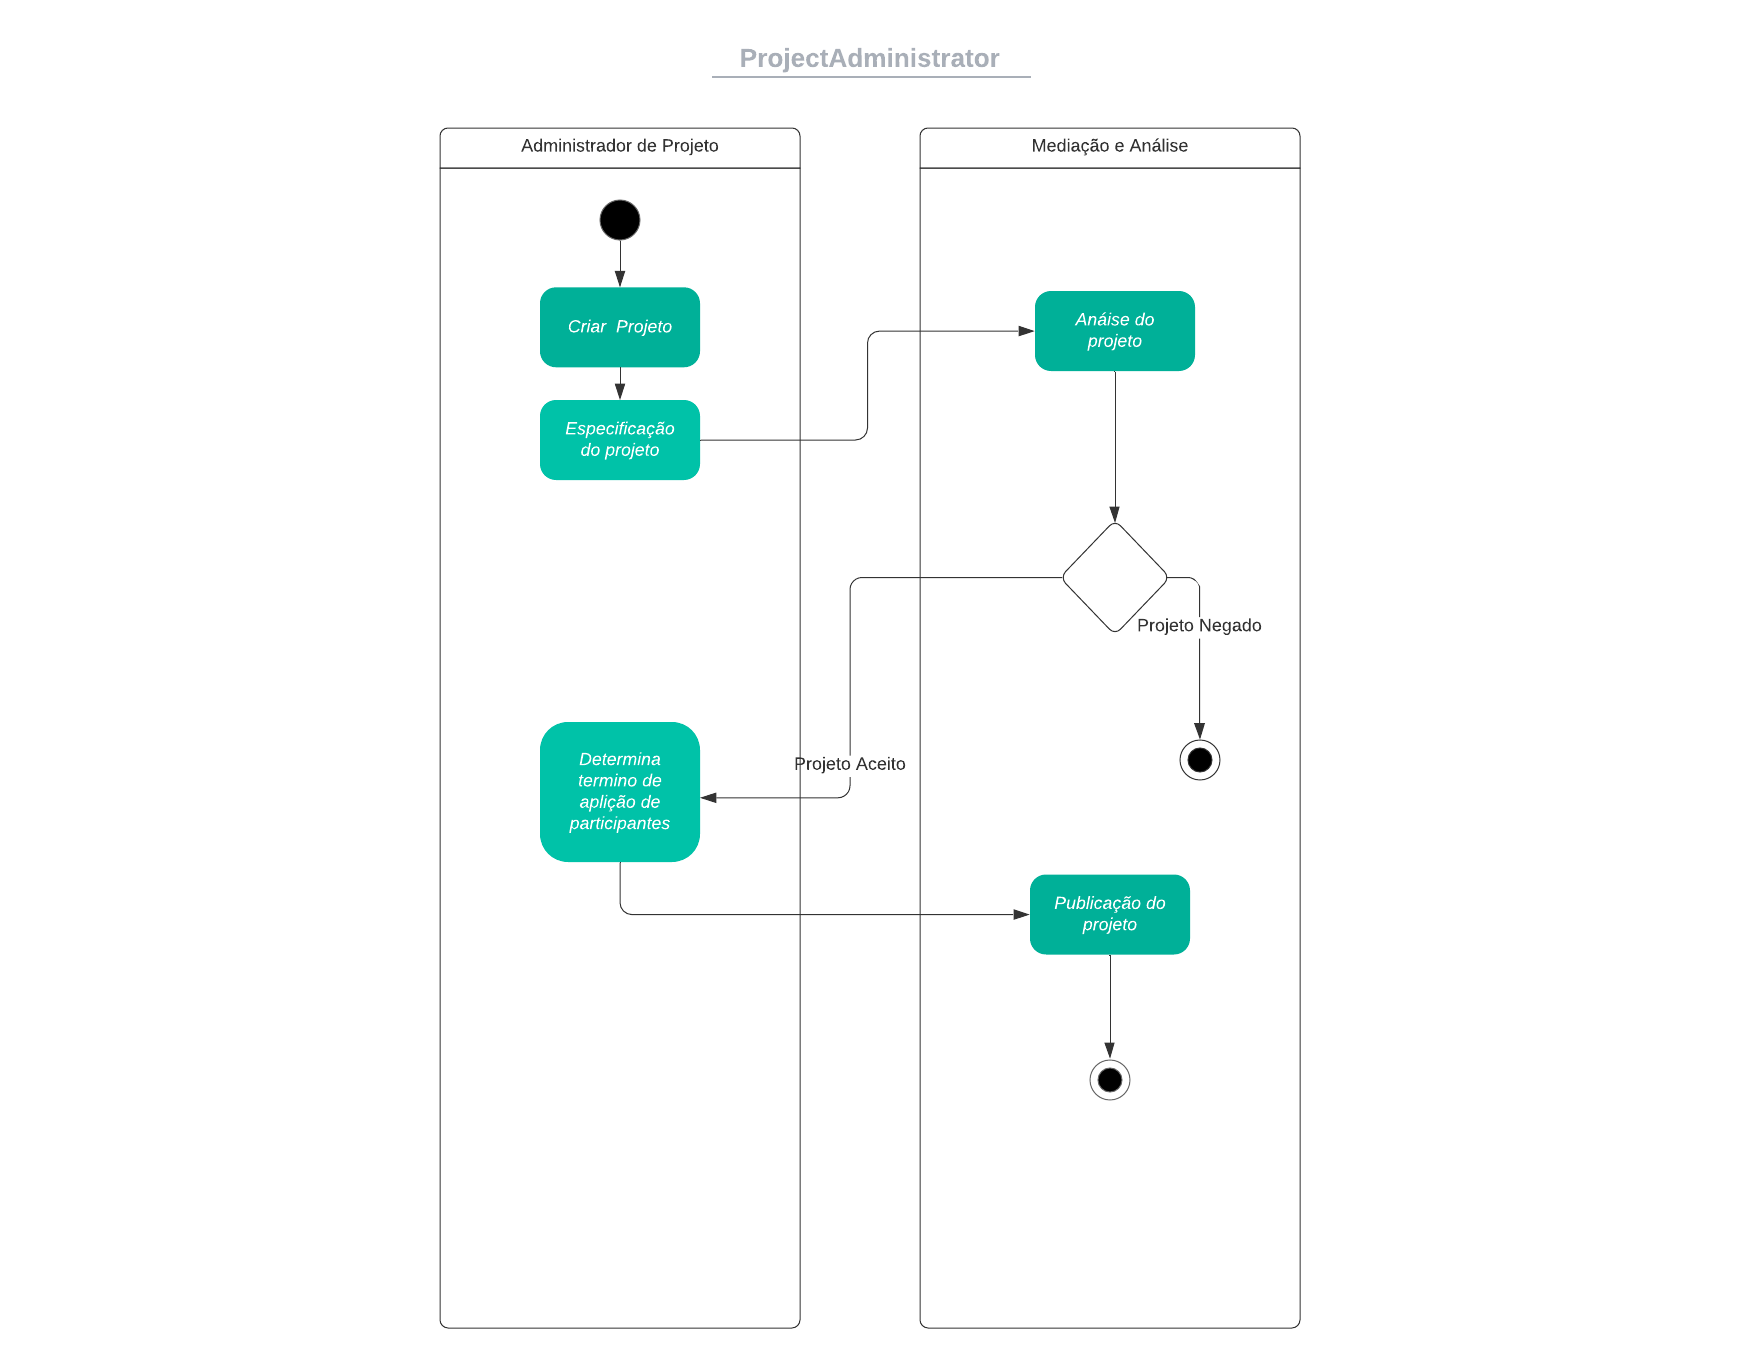 ProjectAdministrator
Administrador de Projeto
Mediação e Análise
Criar  Projeto
Anáise do
projeto
Especificação
do projeto
Projeto Negado
Determina
termino de
aplição de
participantes
Projeto Aceito
Publicação do
projeto